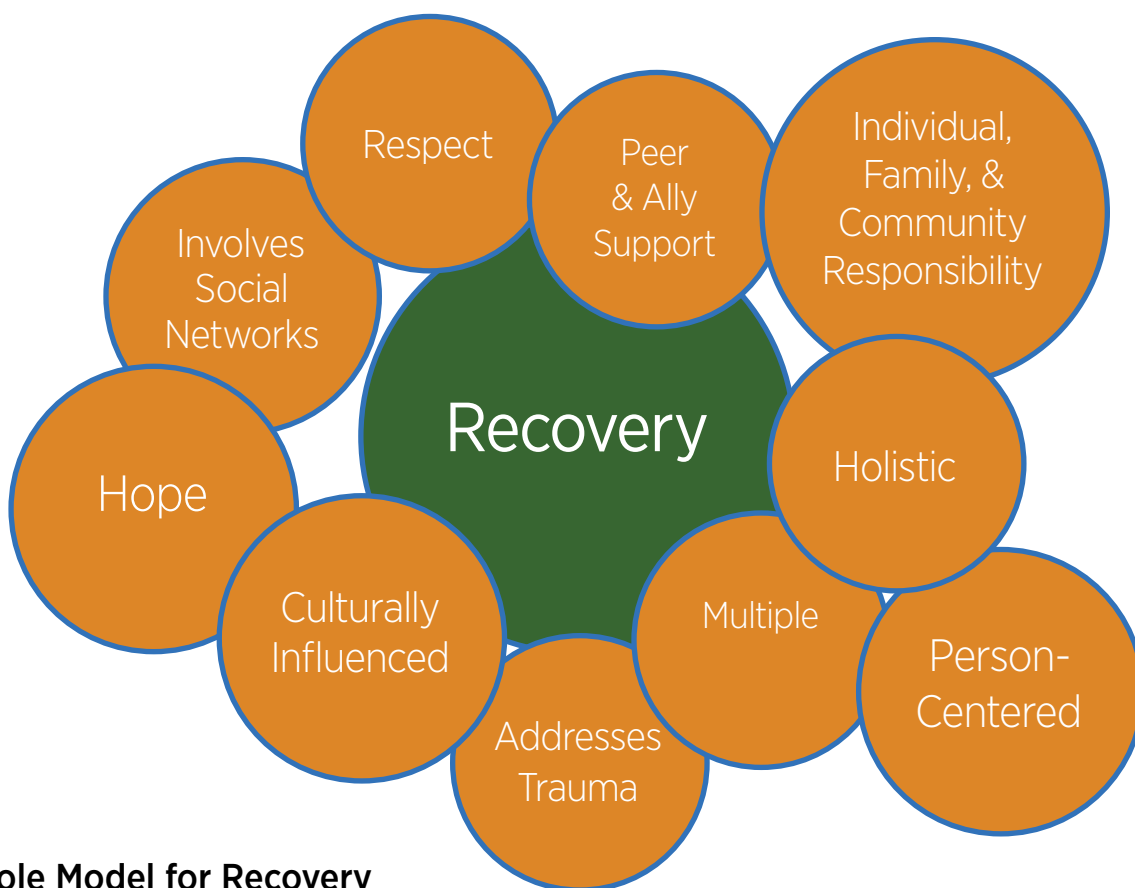 Respect
Peer
& Ally
Support
Individual,
Family, &
Community
Responsibility
Involves
Social
Networks
Recovery
Holistic
Hope
Culturally
Influenced
Multiple
Person-
Centered
Addresses
Trauma
Model for Recovery